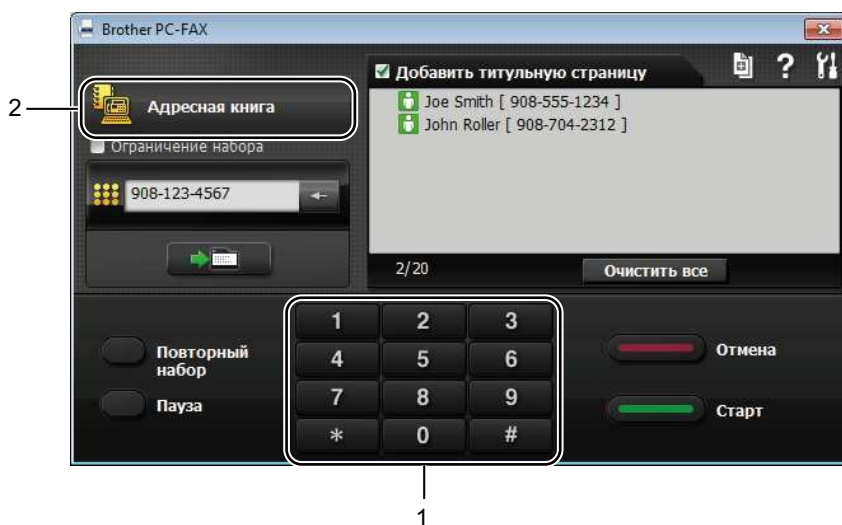 Brother PC-FAX
2
Адресная книга
Ограничение набора
908-123-4567
Добавить титульную страницу
?
Joe Smith [ 908-555-1234 ]
John Roller [ 908-704-2312 ]
2/20
Очистить все
Повторный
набор
Пауза
1 2 3
4 5 6
7 8 9
* 0 #
Отмена
Старт
1